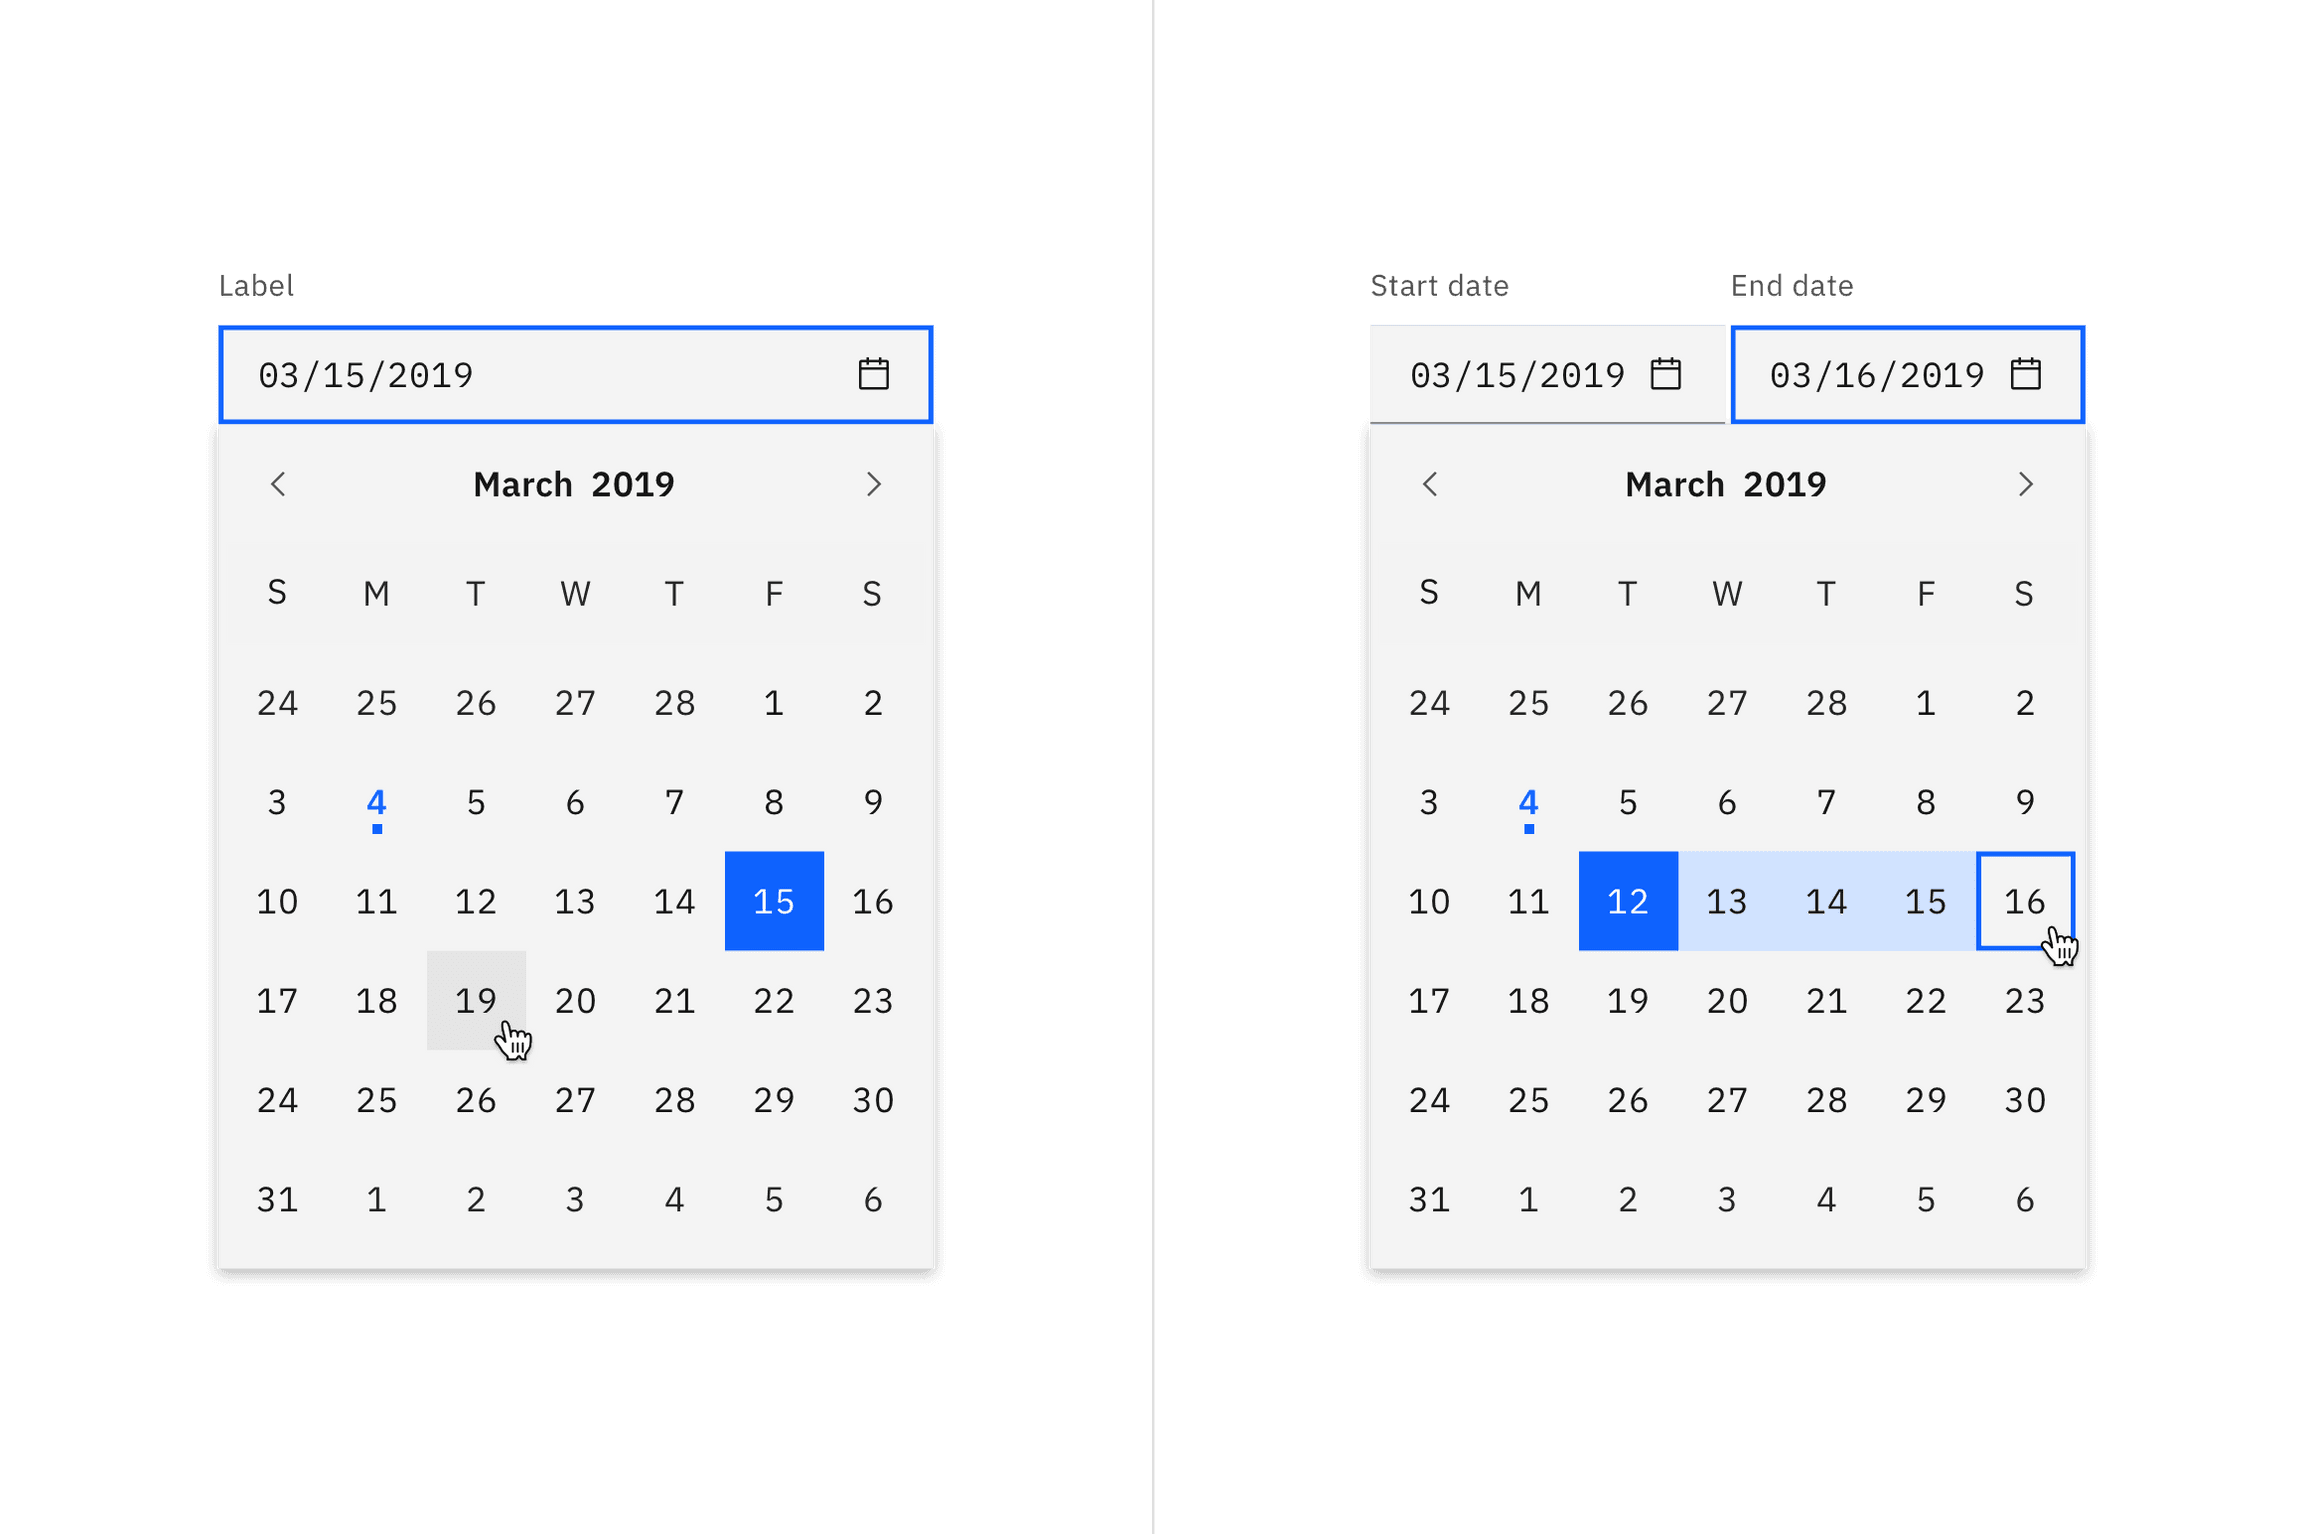 Label
03/15/2019
March 2019
S M T W T F S
24 25 26 27 28 1 2
3 4 5 6 7 8 9
10 11 12 13 14 15 16
17 18 19 20 21 22 23
24 25 26 27 28 29 30
31 1 2 3 4 5 6
Start date End date
03/15/2019 03/16/2019
March 2019
S M T W T F S
24 25 26 27 28 1 2
3 4 5 6 7 8 9
10 11 12 13 14 15 16
17 18 19 20 21 22 23
24 25 26 27 28 29 30
31 1 2 3 4 5 6